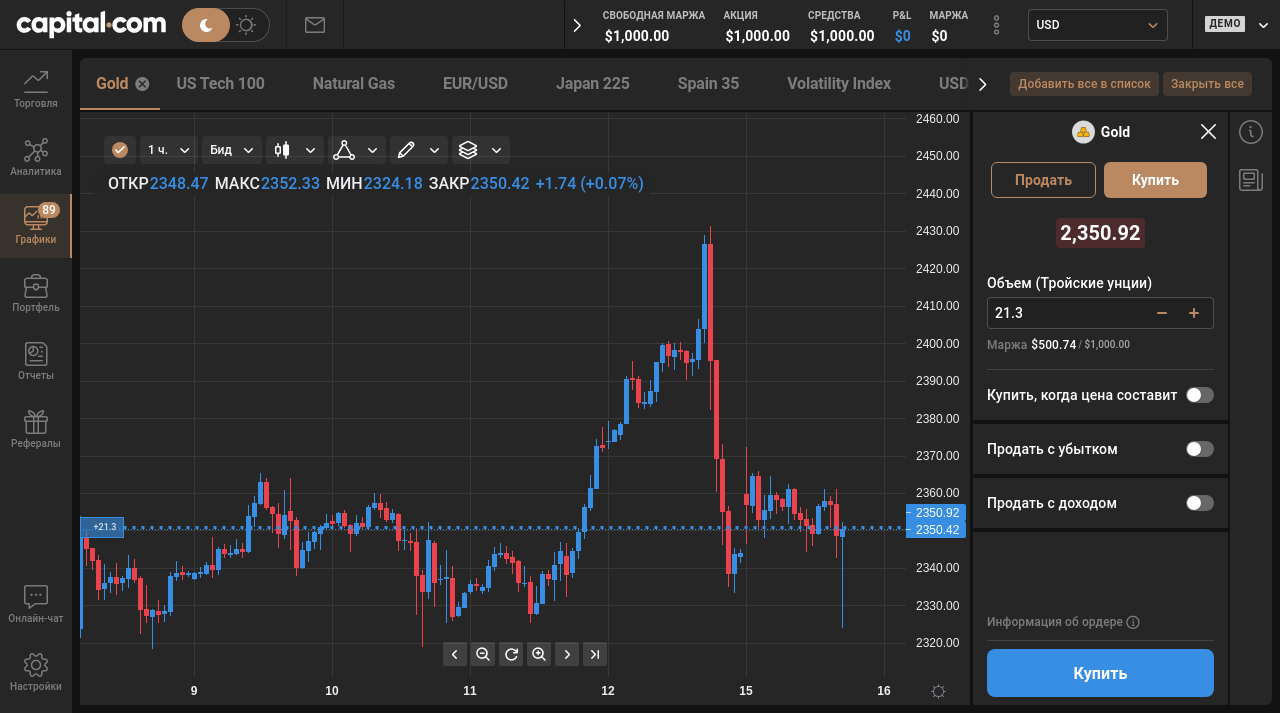 capital.com
СВОБОДНАЯ МАРЖА
$1,000.00
АКЦИЯ
$1,000.00
СРЕДСТВА
$1,000.00
P&L
$0
МАРЖА
$0
USD
ДЕМО
Торговля
Аналитика
89
Графики
Портфель
Отчеты
Рефералы
Онлайн-чат
Настройки
Gold
US Tech 100
Natural Gas
EUR/USD
Japan 225
Spain 35
Volatility Index
USD
Добавить все в список
Закрыть все
1 ч.
Бид
ОТКР2348.47 МАКС2352.33 МИН2324.18 ЗАКР2350.42 +1.74 (+0.07%)
2460.00
2450.00
2440.00
2430.00
2420.00
2410.00
2400.00
2390.00
2380.00
2370.00
2360.00
2350.92
2350.42
2340.00
2330.00
2320.00
+21.3
9
10
11
12
15
16
Gold
Продать
Купить
2,350.92
Объем (Тройские унции)
21.3
Маржа $500.74 / $1,000.00
Купить, когда цена составит
Продать с убытком
Продать с доходом
Информация об ордере
Купить